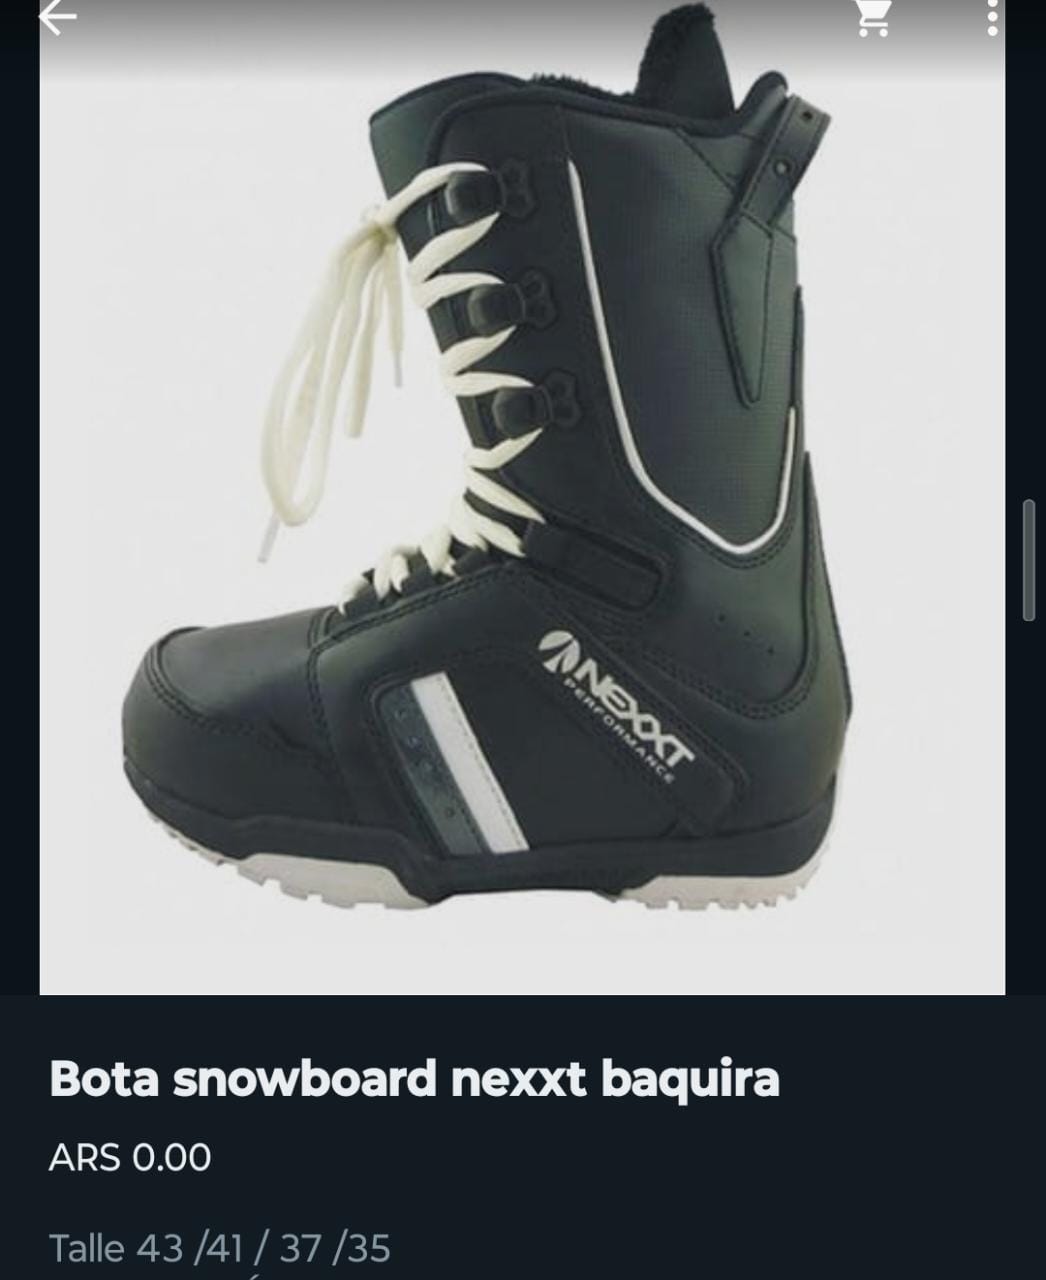 NEXXT
PERFORMANCE
Bota snowboard nexxt baquira
ARS 0.00
Talle 43 /41 / 37 /35